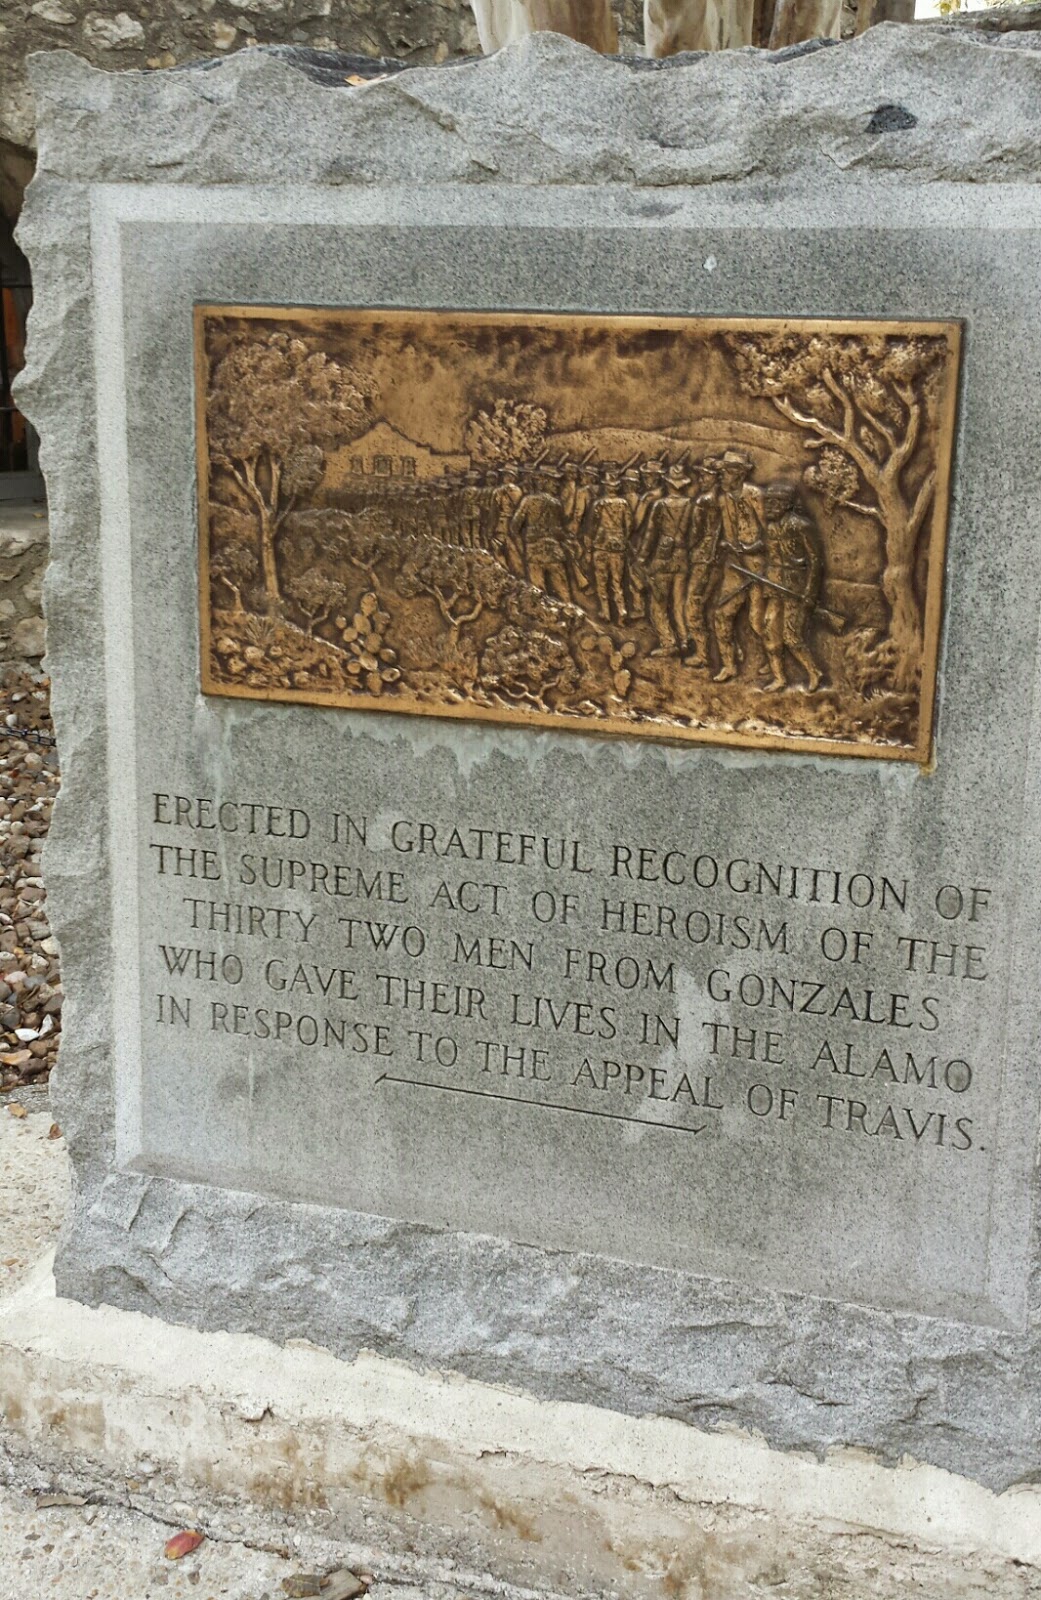 ERECTED IN GRATEFUL RECOGNITION OF
THE SUPREME ACT OF HEROISM OF THE
THIRTY TWO MEN FROM GONZALES
WHO GAVE THEIR LIVES IN THE ALAMO
IN RESPONSE TO THE APPEAL OF TRAVIS.